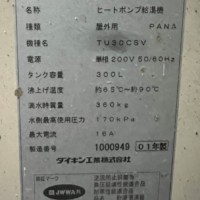 品名 ヒートポンプ給湯機
種類 屋外用 PANA
機種名 TU30CSV
電源 単相200V 50/60Hz
タンク容量 300L
沸上げ温度 約65℃~約90℃
満水時質量 360kg
水側最高使用圧力 170kPa
最大電流 16A
製造番号 1000949 01年製
ダイキン工業株式会社
JWWA